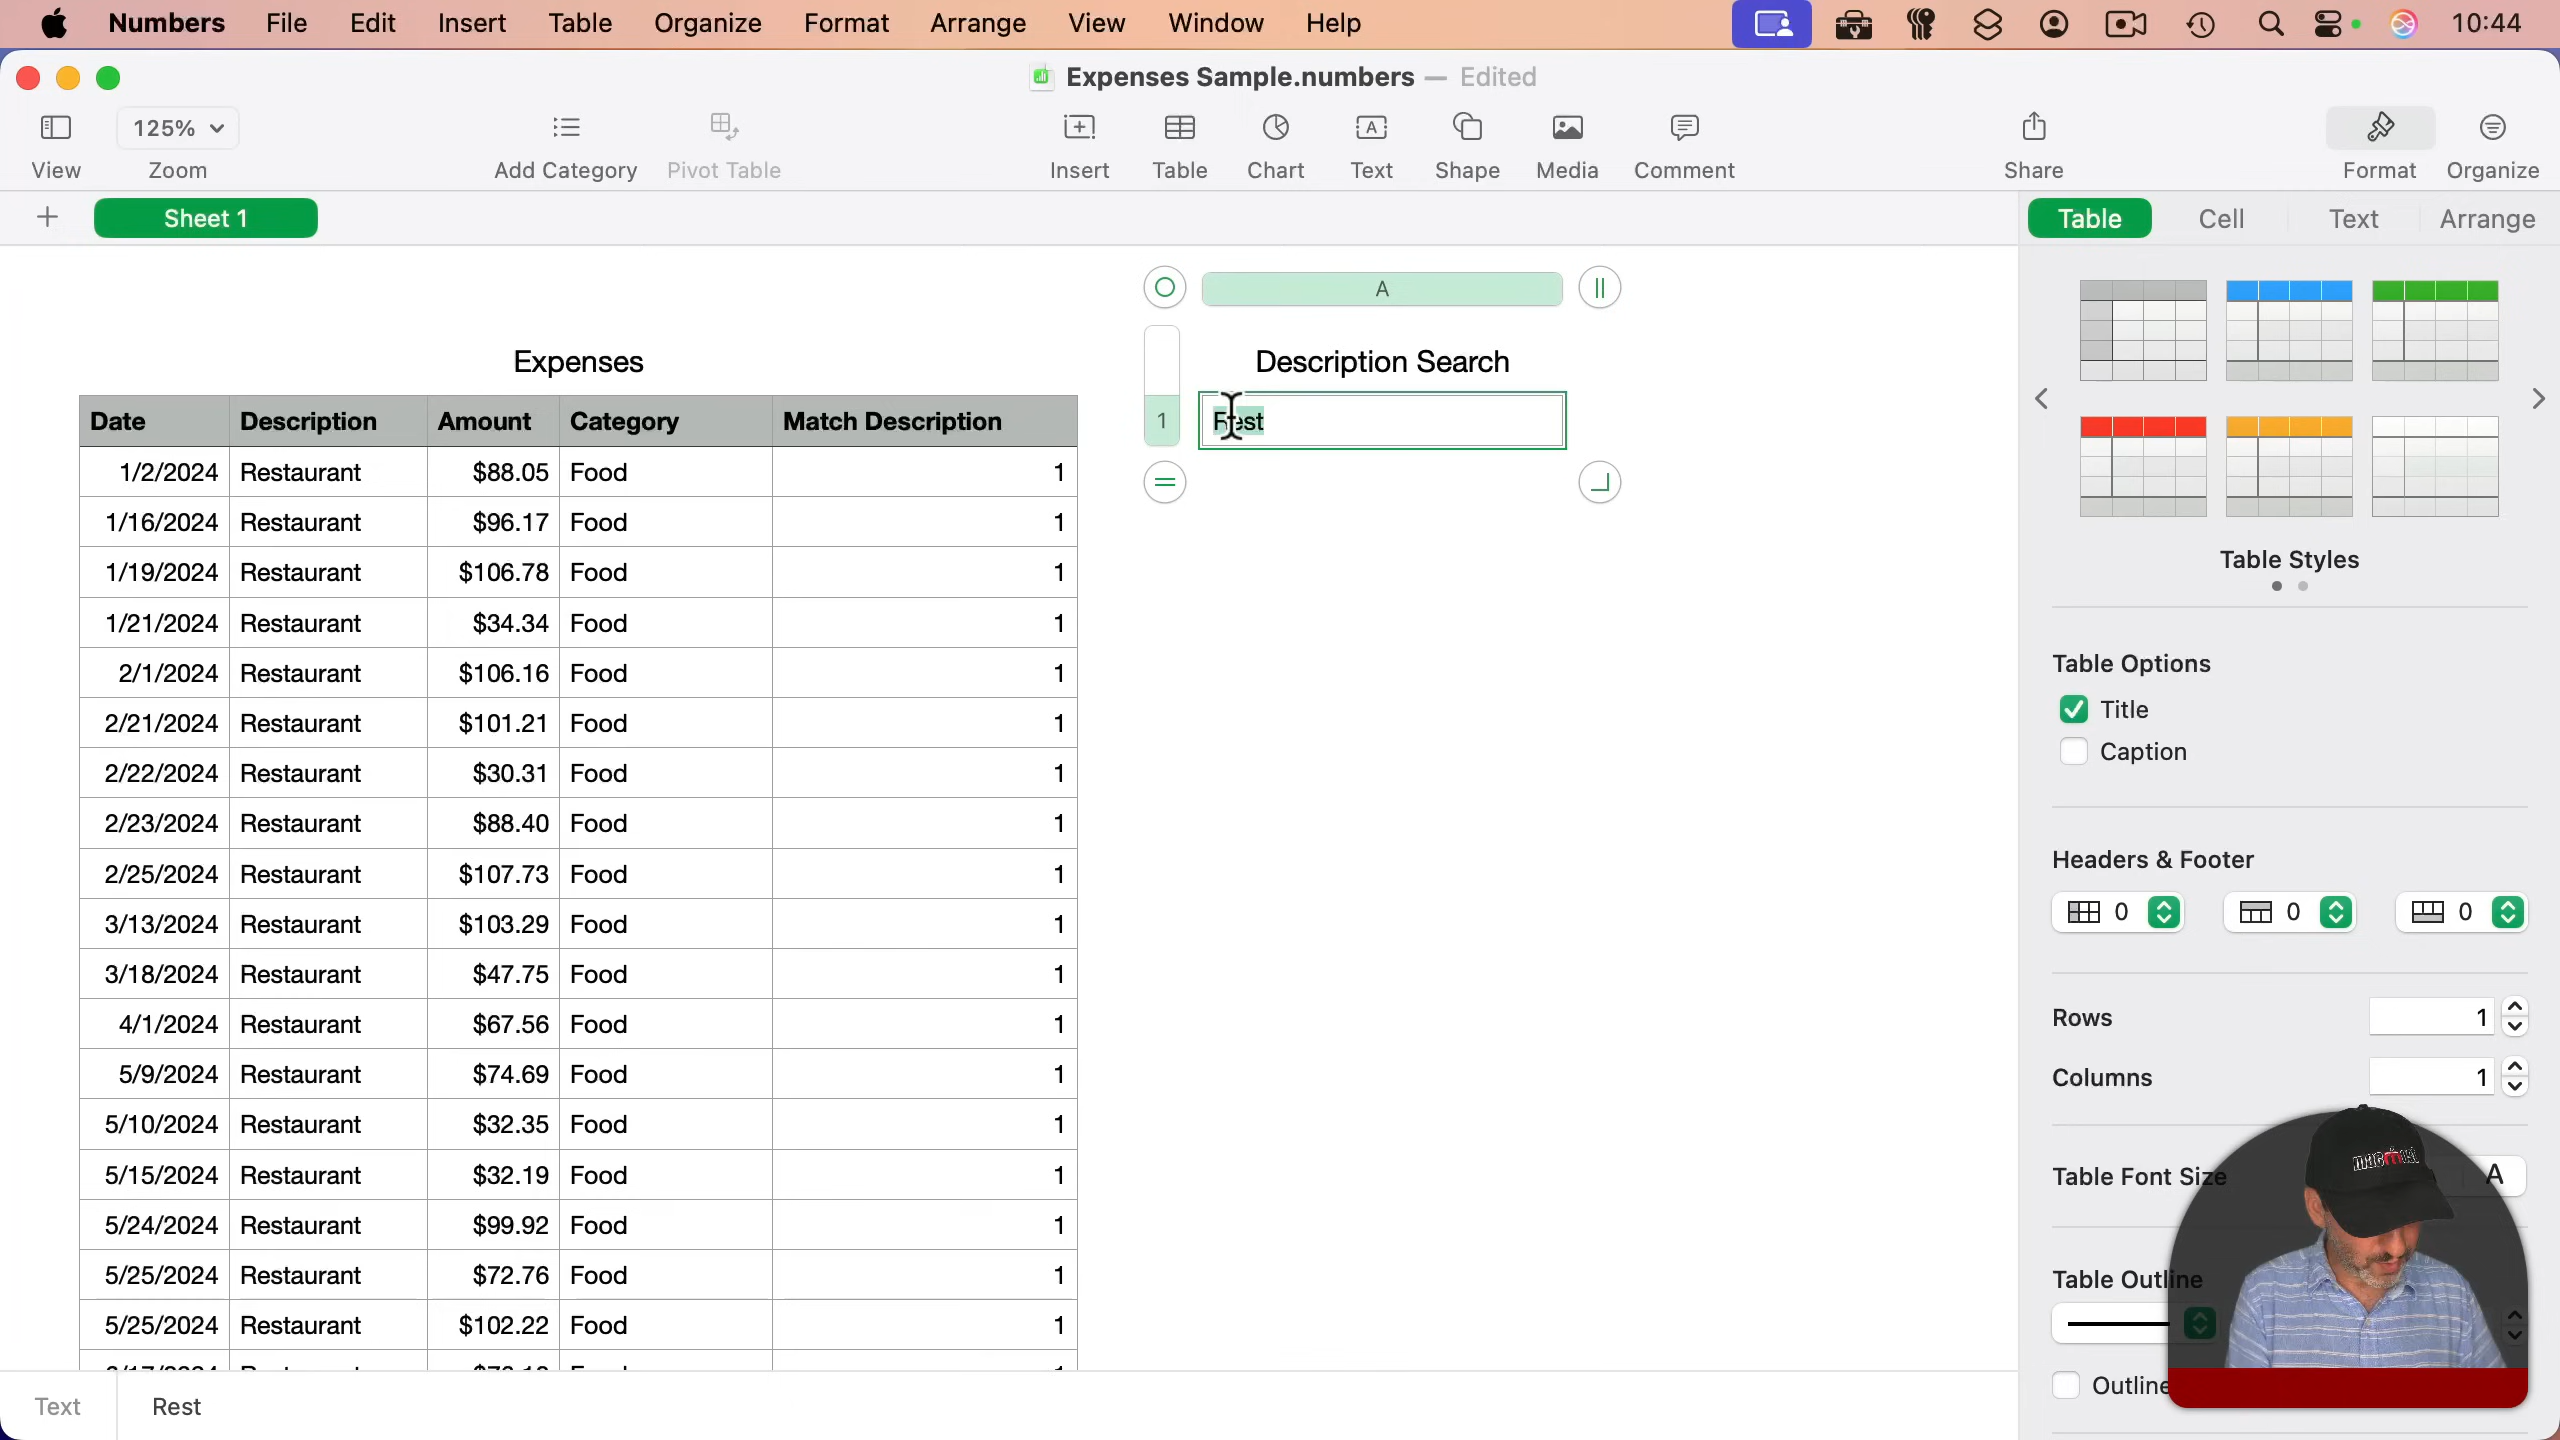 Numbers File Edit Insert Table Organize Format Arrange View Window Help 10:44
Expenses Sample.numbers — Edited
125%
View Zoom Add Category Pivot Table Insert Table Chart Text Shape Media Comment Share Format Organize
Sheet 1
Table Cell Text Arrange
A
Expenses
Description Search
Date Description Amount Category Match Description
1 Rest
1/2/2024 Restaurant $88.05 Food 1
1/16/2024 Restaurant $96.17 Food 1
1/19/2024 Restaurant $106.78 Food 1
1/21/2024 Restaurant $34.34 Food 1
2/1/2024 Restaurant $106.16 Food 1
2/21/2024 Restaurant $101.21 Food 1
2/22/2024 Restaurant $30.31 Food 1
2/23/2024 Restaurant $88.40 Food 1
2/25/2024 Restaurant $107.73 Food 1
3/13/2024 Restaurant $103.29 Food 1
3/18/2024 Restaurant $47.75 Food 1
4/1/2024 Restaurant $67.56 Food 1
5/9/2024 Restaurant $74.69 Food 1
5/10/2024 Restaurant $32.35 Food 1
5/15/2024 Restaurant $32.19 Food 1
5/24/2024 Restaurant $99.92 Food 1
5/25/2024 Restaurant $72.76 Food 1
5/25/2024 Restaurant $102.22 Food 1
Table Styles
Table Options
Title
Caption
Headers & Footer
0 0 0
Rows 1
Columns 1
Table Font Size A
Table Outline
Outline
Text Rest